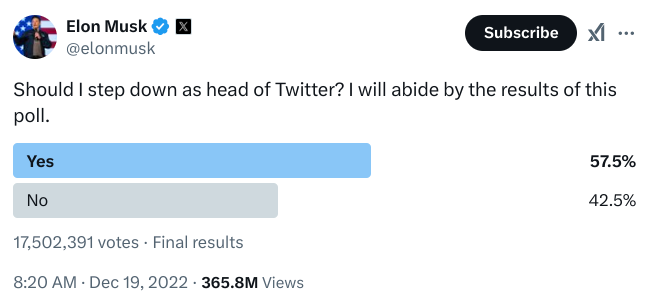 Elon Musk
@elonmusk
Subscribe
Should I step down as head of Twitter? I will abide by the results of this
poll.
Yes 57.5%
No 42.5%
17,502,391 votes · Final results
8:20 AM · Dec 19, 2022 · 365.8M Views